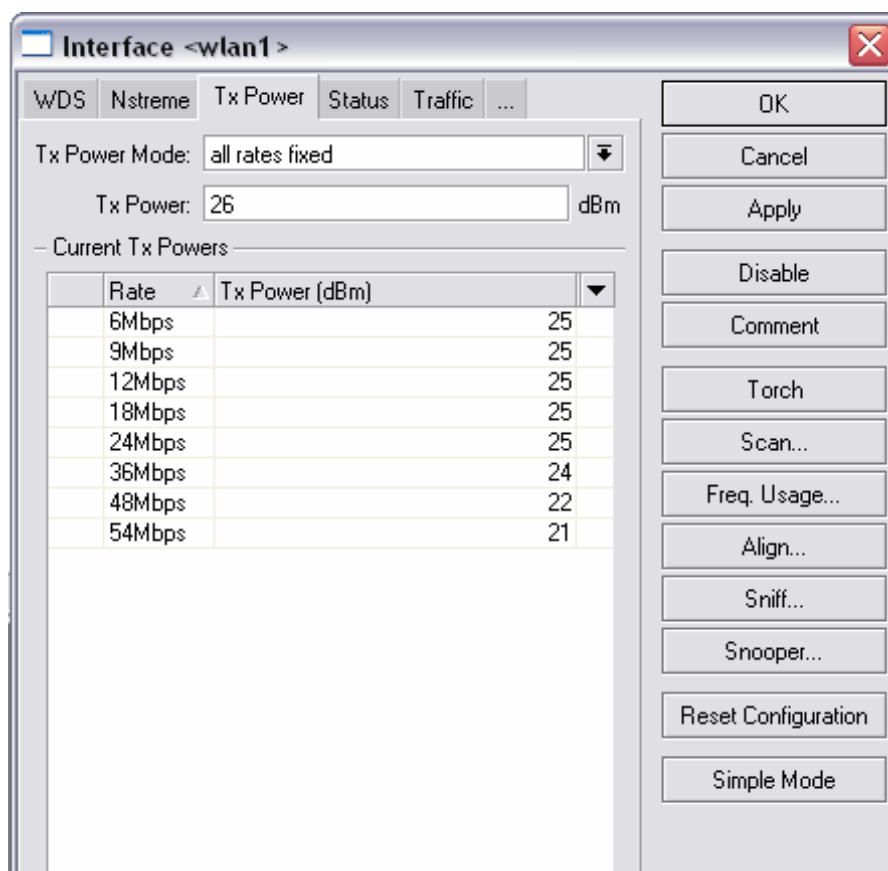 Interface <wlan1>
WDS Nstreme Tx Power Status Traffic ...
Tx Power Mode: all rates fixed
Tx Power: 26 dBm
Current Tx Powers
Rate Tx Power (dBm)
6Mbps 25
9Mbps 25
12Mbps 25
18Mbps 25
24Mbps 25
36Mbps 24
48Mbps 22
54Mbps 21
OK
Cancel
Apply
Disable
Comment
Torch
Scan...
Freq. Usage...
Align...
Sniff...
Snooper...
Reset Configuration
Simple Mode